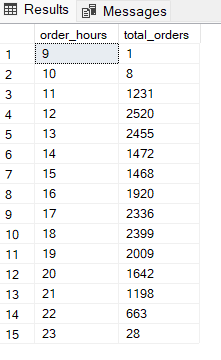 Results Messages
order_hours total_orders
1 9 1
2 10 8
3 11 1231
4 12 2520
5 13 2455
6 14 1472
7 15 1468
8 16 1920
9 17 2336
10 18 2399
11 19 2009
12 20 1642
13 21 1198
14 22 663
15 23 28